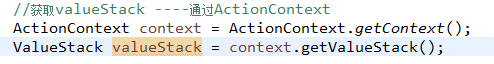 //获取valueStack ----通过ActionContext
ActionContext context = ActionContext.getContext();
ValueStack valueStack = context.getValueStack();